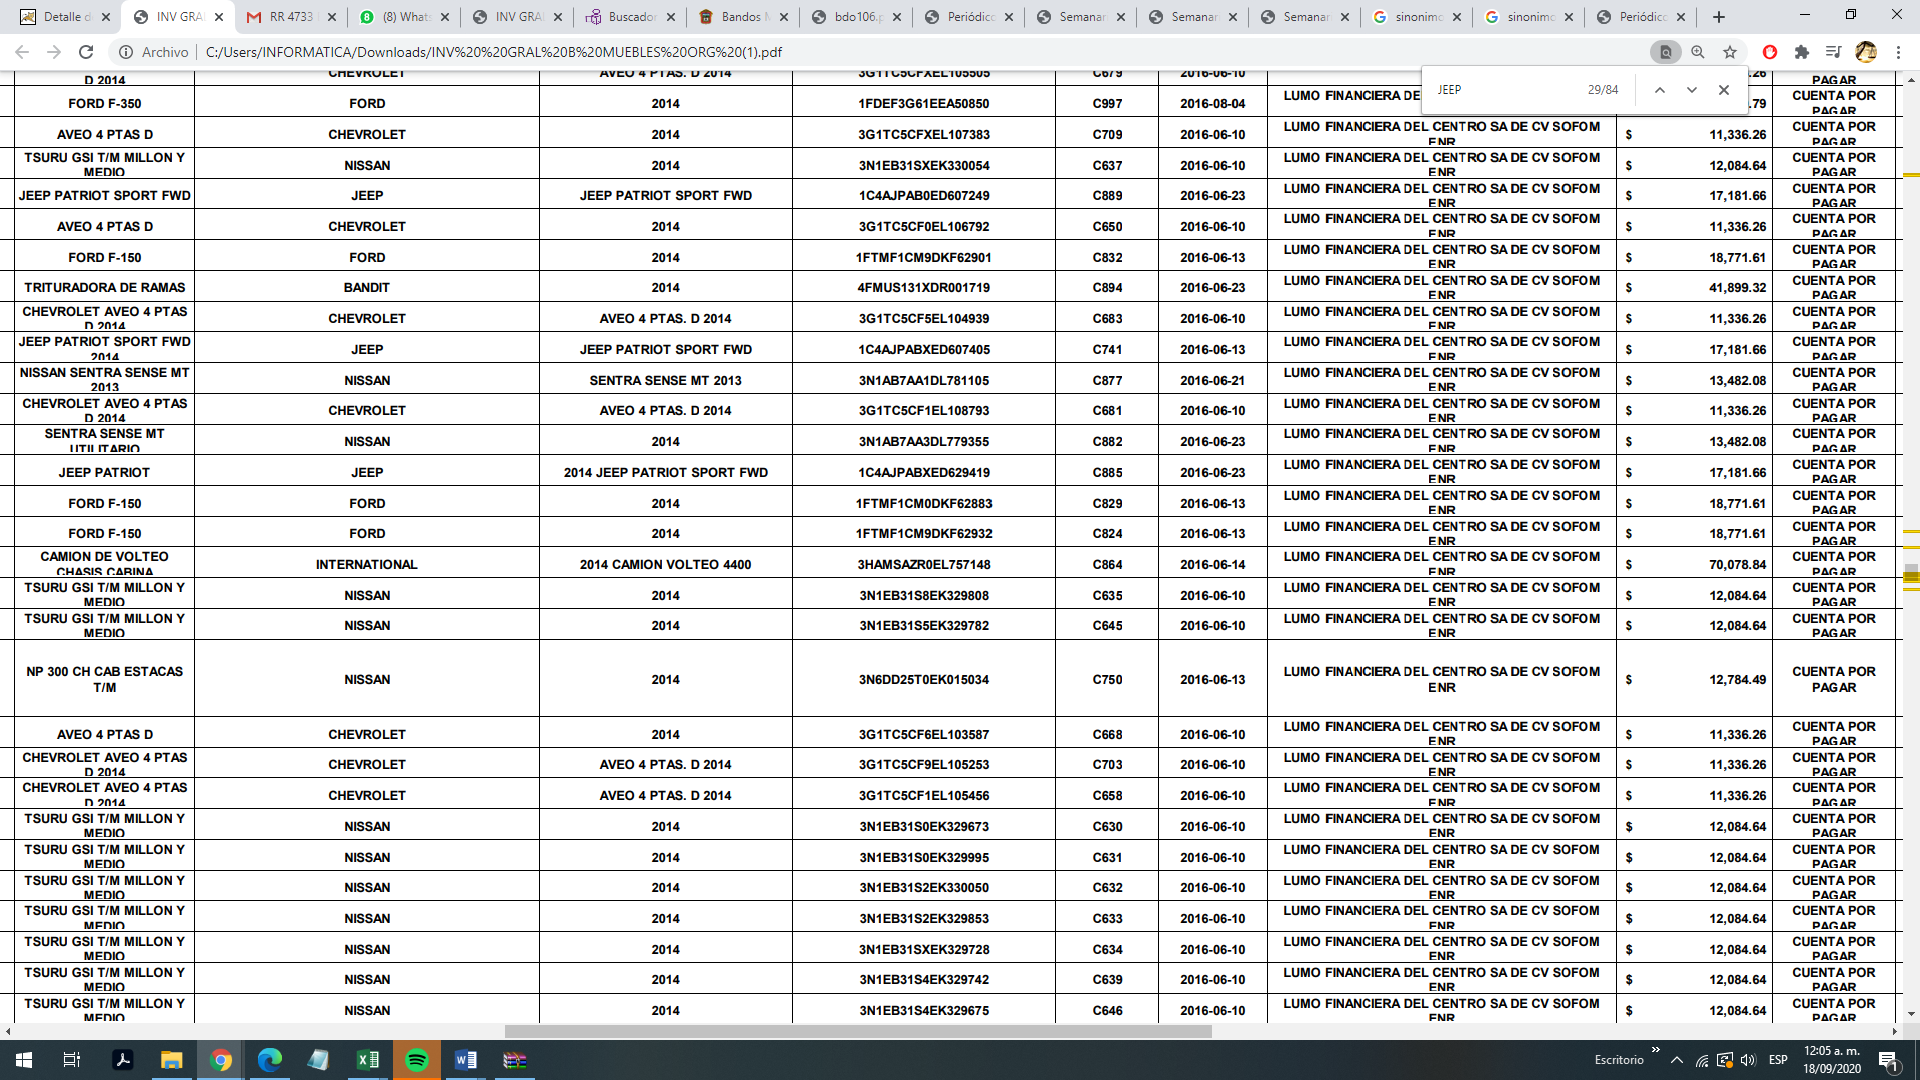 Detalle d
INV GRAL
RR 4733
(8) Whats
INV GRAL
Buscador
Bandos M
bdo106.p
Periódico
Semanar
Semanar
Semanar
sinonimo
sinonimo
Periódico
Archivo C:/Users/INFORMATICA/Downloads/INV%20%20GRAL%20B%20MUEBLES%20ORG%20(1).pdf
JEEP 29/84
D 2014 CHEVROLET AVEO 4 PTAS. D 2014 3G1TC5CFXEL105505 C679 2016-06-10 .26 PAGAR
FORD F-350 FORD 2014 1FDEF3G61EEA50850 C997 2016-08-04 LUMO FINANCIERA DE .79 CUENTA POR PAGAR
AVEO 4 PTAS D CHEVROLET 2014 3G1TC5CFXEL107383 C709 2016-06-10 LUMO FINANCIERA DEL CENTRO SA DE CV SOFOM ENR $ 11,336.26 CUENTA POR PAGAR
TSURU GSI T/M MILLON Y MEDIO NISSAN 2014 3N1EB31SXEK330054 C637 2016-06-10 LUMO FINANCIERA DEL CENTRO SA DE CV SOFOM ENR $ 12,084.64 CUENTA POR PAGAR
JEEP PATRIOT SPORT FWD JEEP JEEP PATRIOT SPORT FWD 1C4AJPAB0ED607249 C889 2016-06-23 LUMO FINANCIERA DEL CENTRO SA DE CV SOFOM ENR $ 17,181.66 CUENTA POR PAGAR
AVEO 4 PTAS D CHEVROLET 2014 3G1TC5CF0EL106792 C650 2016-06-10 LUMO FINANCIERA DEL CENTRO SA DE CV SOFOM ENR $ 11,336.26 CUENTA POR PAGAR
FORD F-150 FORD 2014 1FTMF1CM9DKF62901 C832 2016-06-13 LUMO FINANCIERA DEL CENTRO SA DE CV SOFOM ENR $ 18,771.61 CUENTA POR PAGAR
TRITURADORA DE RAMAS BANDIT 2014 4FMUS131XDR001719 C894 2016-06-23 LUMO FINANCIERA DEL CENTRO SA DE CV SOFOM ENR $ 41,899.32 CUENTA POR PAGAR
CHEVROLET AVEO 4 PTAS D 2014 CHEVROLET AVEO 4 PTAS. D 2014 3G1TC5CF5EL104939 C683 2016-06-10 LUMO FINANCIERA DEL CENTRO SA DE CV SOFOM ENR $ 11,336.26 CUENTA POR PAGAR
JEEP PATRIOT SPORT FWD 2014 JEEP JEEP PATRIOT SPORT FWD 1C4AJPABXED607405 C741 2016-06-13 LUMO FINANCIERA DEL CENTRO SA DE CV SOFOM ENR $ 17,181.66 CUENTA POR PAGAR
NISSAN SENTRA SENSE MT 2013 NISSAN SENTRA SENSE MT 2013 3N1AB7AA1DL781105 C877 2016-06-21 LUMO FINANCIERA DEL CENTRO SA DE CV SOFOM ENR $ 13,482.08 CUENTA POR PAGAR
CHEVROLET AVEO 4 PTAS D 2014 CHEVROLET AVEO 4 PTAS. D 2014 3G1TC5CF1EL108793 C681 2016-06-10 LUMO FINANCIERA DEL CENTRO SA DE CV SOFOM ENR $ 11,336.26 CUENTA POR PAGAR
SENTRA SENSE MT UTILITARIO NISSAN 2014 3N1AB7AA3DL779355 C882 2016-06-23 LUMO FINANCIERA DEL CENTRO SA DE CV SOFOM ENR $ 13,482.08 CUENTA POR PAGAR
JEEP PATRIOT JEEP 2014 JEEP PATRIOT SPORT FWD 1C4AJPABXED629419 C885 2016-06-23 LUMO FINANCIERA DEL CENTRO SA DE CV SOFOM ENR $ 17,181.66 CUENTA POR PAGAR
FORD F-150 FORD 2014 1FTMF1CM0DKF62883 C829 2016-06-13 LUMO FINANCIERA DEL CENTRO SA DE CV SOFOM ENR $ 18,771.61 CUENTA POR PAGAR
FORD F-150 FORD 2014 1FTMF1CM9DKF62932 C824 2016-06-13 LUMO FINANCIERA DEL CENTRO SA DE CV SOFOM ENR $ 18,771.61 CUENTA POR PAGAR
CAMION DE VOLTEO CHASIS CABINA INTERNATIONAL 2014 CAMION VOLTEO 4400 3HAMSAZR0EL757148 C864 2016-06-14 LUMO FINANCIERA DEL CENTRO SA DE CV SOFOM ENR $ 70,078.84 CUENTA POR PAGAR
TSURU GSI T/M MILLON Y MEDIO NISSAN 2014 3N1EB31S8EK329808 C635 2016-06-10 LUMO FINANCIERA DEL CENTRO SA DE CV SOFOM ENR $ 12,084.64 CUENTA POR PAGAR
TSURU GSI T/M MILLON Y MEDIO NISSAN 2014 3N1EB31S5EK329782 C645 2016-06-10 LUMO FINANCIERA DEL CENTRO SA DE CV SOFOM ENR $ 12,084.64 CUENTA POR PAGAR
NP 300 CH CAB ESTACAS T/M NISSAN 2014 3N6DD25T0EK015034 C750 2016-06-13 LUMO FINANCIERA DEL CENTRO SA DE CV SOFOM ENR $ 12,784.49 CUENTA POR PAGAR
AVEO 4 PTAS D CHEVROLET 2014 3G1TC5CF6EL103587 C668 2016-06-10 LUMO FINANCIERA DEL CENTRO SA DE CV SOFOM ENR $ 11,336.26 CUENTA POR PAGAR
CHEVROLET AVEO 4 PTAS D 2014 CHEVROLET AVEO 4 PTAS. D 2014 3G1TC5CF9EL105253 C703 2016-06-10 LUMO FINANCIERA DEL CENTRO SA DE CV SOFOM ENR $ 11,336.26 CUENTA POR PAGAR
CHEVROLET AVEO 4 PTAS D 2014 CHEVROLET AVEO 4 PTAS. D 2014 3G1TC5CF1EL105456 C658 2016-06-10 LUMO FINANCIERA DEL CENTRO SA DE CV SOFOM ENR $ 11,336.26 CUENTA POR PAGAR
TSURU GSI T/M MILLON Y MEDIO NISSAN 2014 3N1EB31S0EK329673 C630 2016-06-10 LUMO FINANCIERA DEL CENTRO SA DE CV SOFOM ENR $ 12,084.64 CUENTA POR PAGAR
TSURU GSI T/M MILLON Y MEDIO NISSAN 2014 3N1EB31S0EK329995 C631 2016-06-10 LUMO FINANCIERA DEL CENTRO SA DE CV SOFOM ENR $ 12,084.64 CUENTA POR PAGAR
TSURU GSI T/M MILLON Y MEDIO NISSAN 2014 3N1EB31S2EK330050 C632 2016-06-10 LUMO FINANCIERA DEL CENTRO SA DE CV SOFOM ENR $ 12,084.64 CUENTA POR PAGAR
TSURU GSI T/M MILLON Y MEDIO NISSAN 2014 3N1EB31S2EK329853 C633 2016-06-10 LUMO FINANCIERA DEL CENTRO SA DE CV SOFOM ENR $ 12,084.64 CUENTA POR PAGAR
TSURU GSI T/M MILLON Y MEDIO NISSAN 2014 3N1EB31SXEK329728 C634 2016-06-10 LUMO FINANCIERA DEL CENTRO SA DE CV SOFOM ENR $ 12,084.64 CUENTA POR PAGAR
TSURU GSI T/M MILLON Y MEDIO NISSAN 2014 3N1EB31S4EK329742 C639 2016-06-10 LUMO FINANCIERA DEL CENTRO SA DE CV SOFOM ENR $ 12,084.64 CUENTA POR PAGAR
TSURU GSI T/M MILLON Y MEDIO NISSAN 2014 3N1EB31S4EK329675 C646 2016-06-10 LUMO FINANCIERA DEL CENTRO SA DE CV SOFOM ENR $ 12,084.64 CUENTA POR PAGAR
Escritorio » ESP 12:05 a. m.
18/09/2020 1